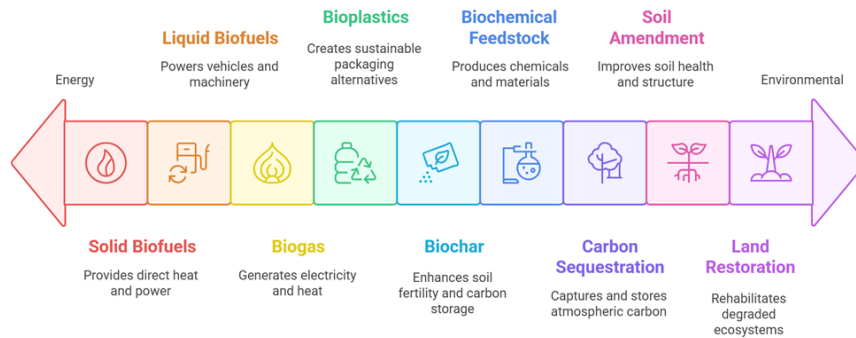 Bioplastics
Creates sustainable
packaging
alternatives
Liquid Biofuels
Powers vehicles and
machinery
Biochemical
Feedstock
Produces chemicals
and materials
Soil
Amendment
Improves soil health
and structure
Energy
Environmental
Solid Biofuels
Provides direct heat
and power
Biogas
Generates electricity
and heat
Biochar
Enhances soil
fertility and carbon
storage
Carbon
Sequestration
Captures and stores
atmospheric carbon
Land
Restoration
Rehabilitates
degraded
ecosystems